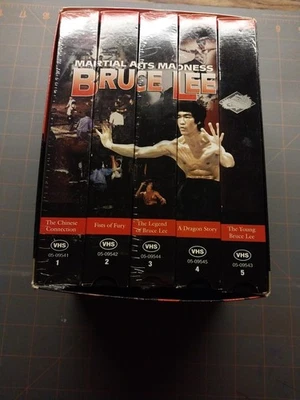 MARTIAL ARTS MADNESS
BRUCE LEE
The Chinese
Connection
VHS
05-09541
1
Fists of Fury
VHS
05-09542
2
The Legend
of Bruce Lee
VHS
05-09544
3
A Dragon Story
VHS
05-09545
4
The Young
Bruce Lee
VHS
05-09543
5